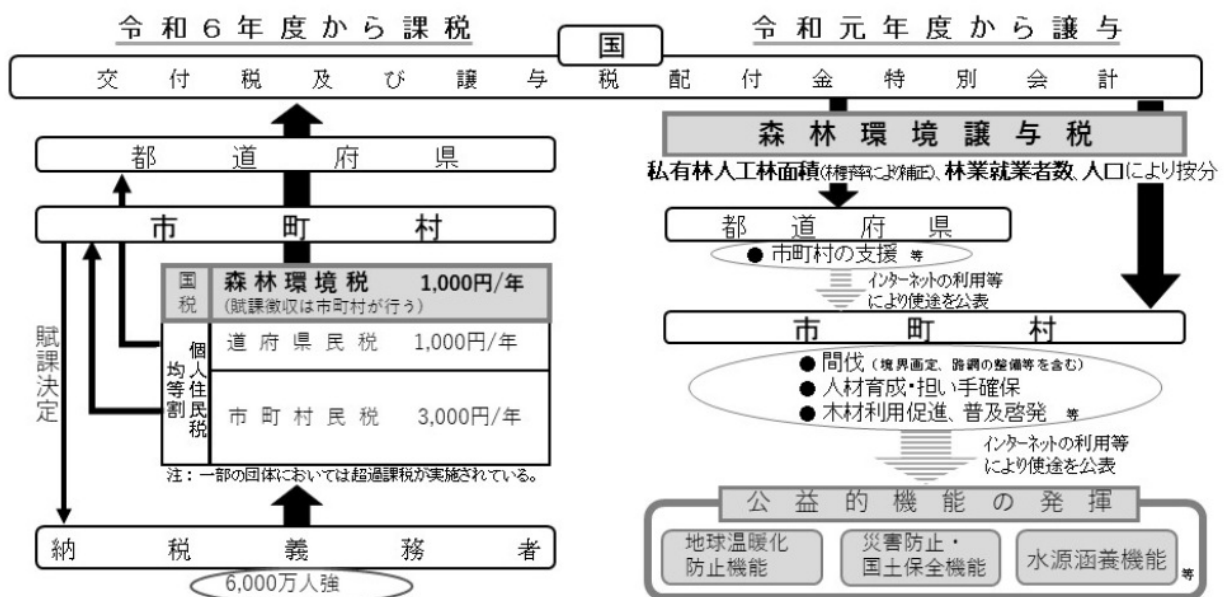 令和６年度から課税
国
令和元年度から譲与
交付税及び譲与税配付金特別会計
都道府県
市町村
国税
森林環境税 1,000円/年
(賦課徴収は市町村が行う)
個人住民税
均等割
道府県民税 1,000円/年
市町村民税 3,000円/年
賦課決定
注：一部の団体においては超過課税が実施されている。
納税義務者
6,000万人強
森林環境譲与税
私有林人工林面積(林野率により補正)、林業就業者数、人口により按分
都道府県
●市町村の支援 等
インターネットの利用等
により使途を公表
市町村
●間伐（境界画定、路網の整備等を含む）
●人材育成・担い手確保
●木材利用促進、普及啓発 等
インターネットの利用等
により使途を公表
公益的機能の発揮
地球温暖化
防止機能
災害防止・
国土保全機能
水源涵養機能
等